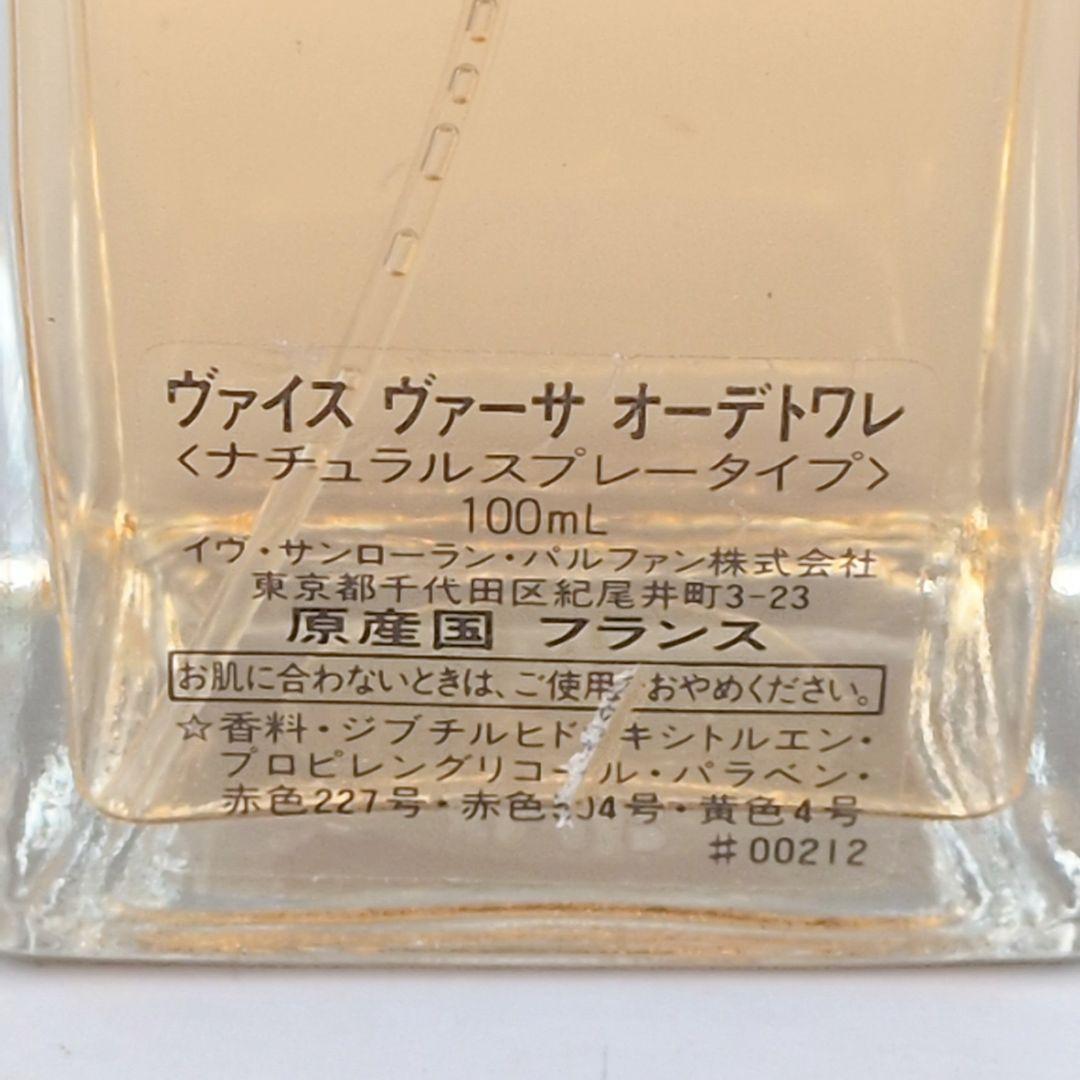 ヴァイス ヴァーサ オーデトワレ
〈ナチュラルスプレータイプ〉
100mL
イヴ・サンローラン・パルファン株式会社
東京都千代田区紀尾井町3-23
原産国 フランス
お肌に合わないときは、ご使用 おやめください。
☆香料・ジブチルヒド キシトルエン・
プロピレングリコール・パラベン・
赤色227号・赤色 04号・黄色4号
#00212